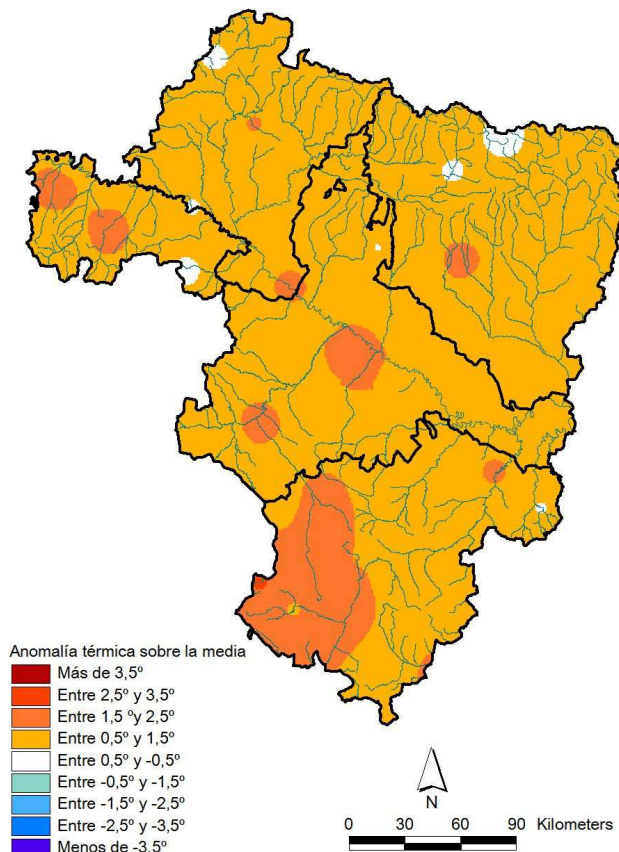 Anomalía térmica sobre la media
Más de 3,5º
Entre 2,5º y 3,5º
Entre 1,5 ºy 2,5º
Entre 0,5º y 1,5º
Entre 0,5º y -0,5º
Entre -0,5º y -1,5º
Entre -1,5º y -2,5º
Entre -2,5º y -3,5º
Menos de -3,5º
N
0 30 60 90 Kilometers